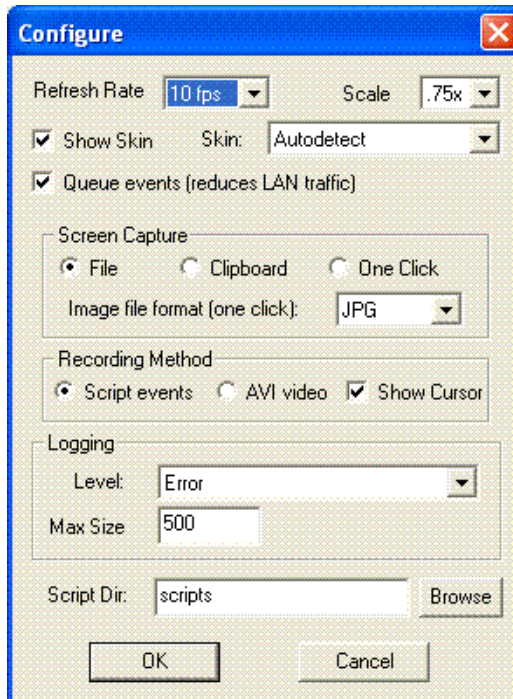 Configure
Refresh Rate 10 fps Scale .75x
Show Skin Skin: Autodetect
Queue events (reduces LAN traffic)
Screen Capture
File Clipboard One Click
Image file format (one click): JPG
Recording Method
Script events AVI video Show Cursor
Logging
Level: Error
Max Size 500
Script Dir: scripts Browse
OK Cancel